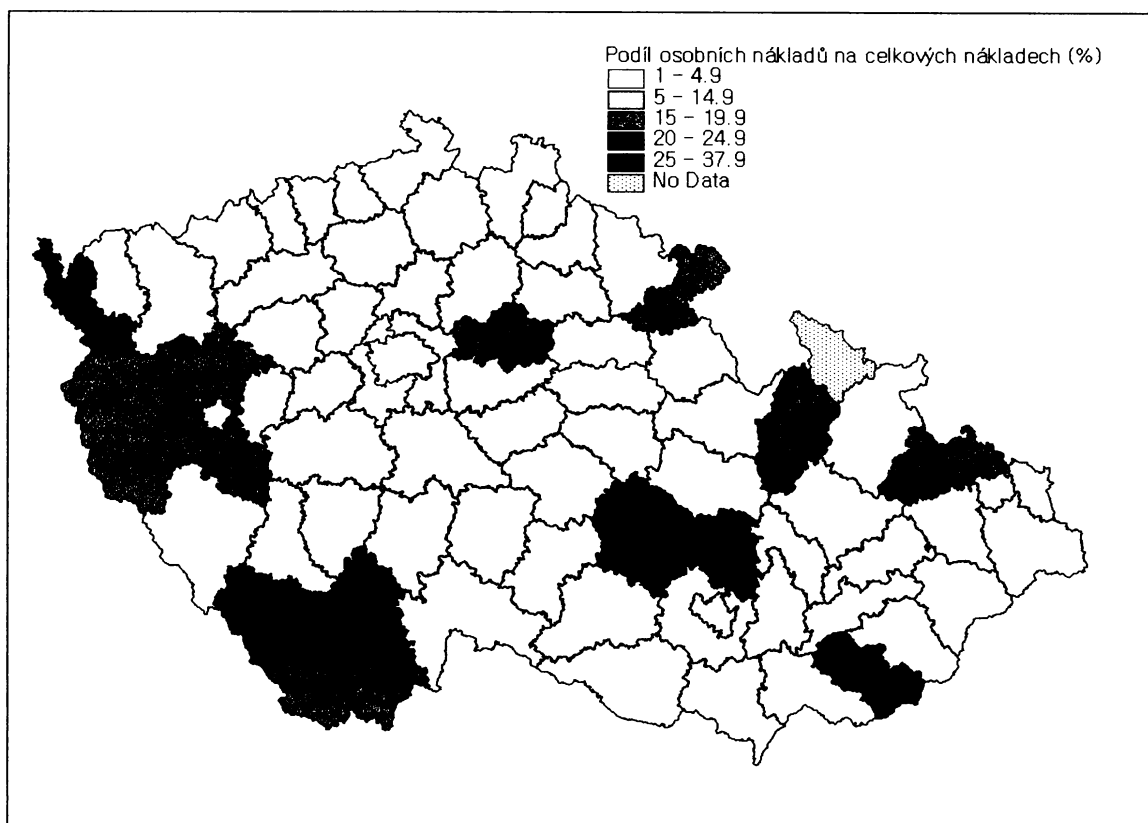 Podíl osobních nákladů na celkových nákladech (%)
1 – 4.9
5 – 14.9
15 – 19.9
20 – 24.9
25 – 37.9
No Data